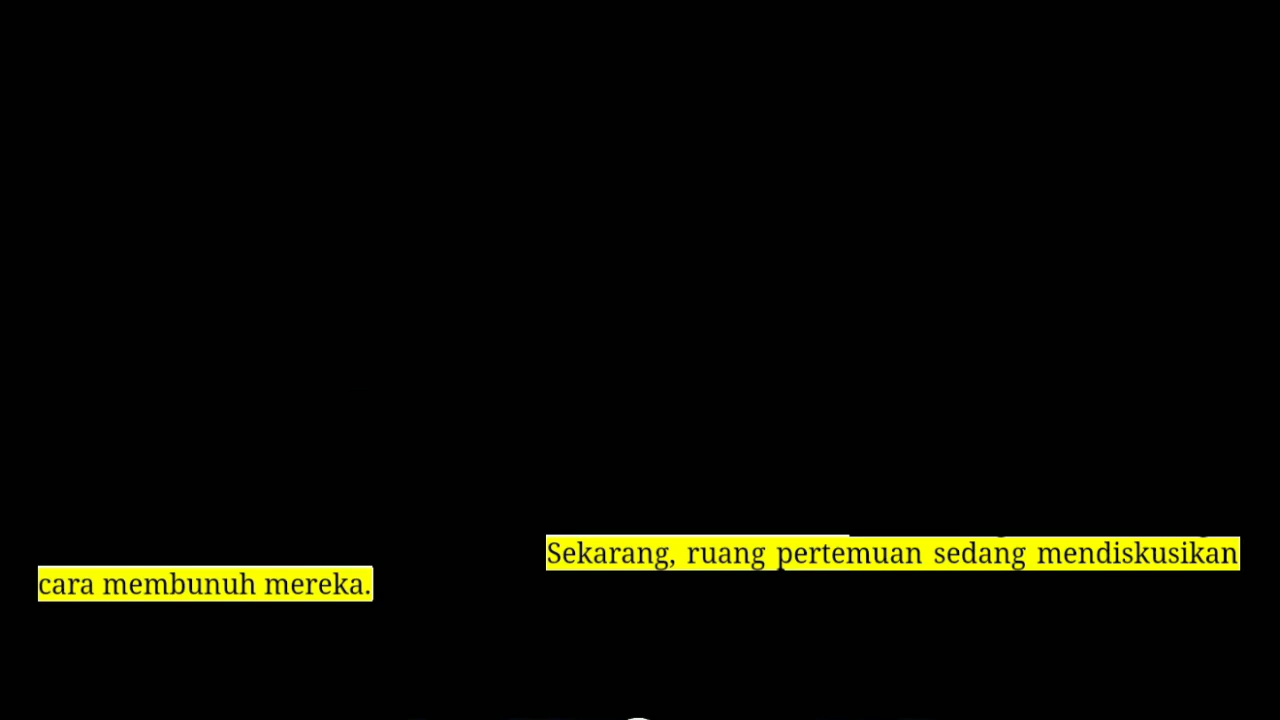 Sekarang, ruang pertemuan sedang mendiskusikan
cara membunuh mereka.